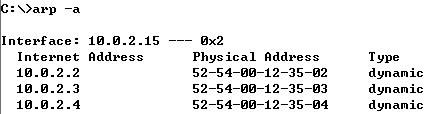 C:\>arp -a
Interface: 10.0.2.15 --- 0x2
Internet Address Physical Address Type
10.0.2.2 52-54-00-12-35-02 dynamic
10.0.2.3 52-54-00-12-35-03 dynamic
10.0.2.4 52-54-00-12-35-04 dynamic